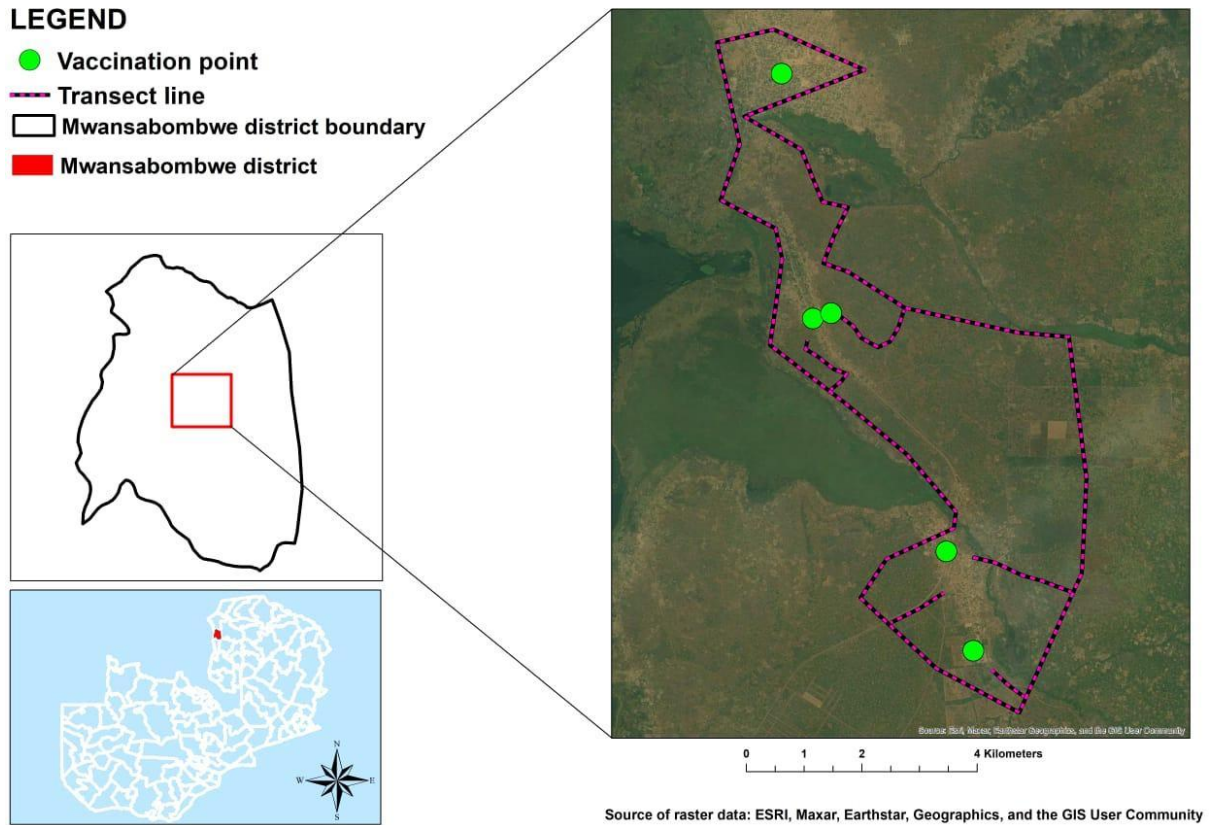 LEGEND
Vaccination point
Transect line
Mwansabombwe district boundary
Mwansabombwe district
N
W E
S
Source: Esri, Maxar, Earthstar Geographics, and the GIS User Community
0 1 2 4 Kilometers
Source of raster data: ESRI, Maxar, Earthstar, Geographics, and the GIS User Community